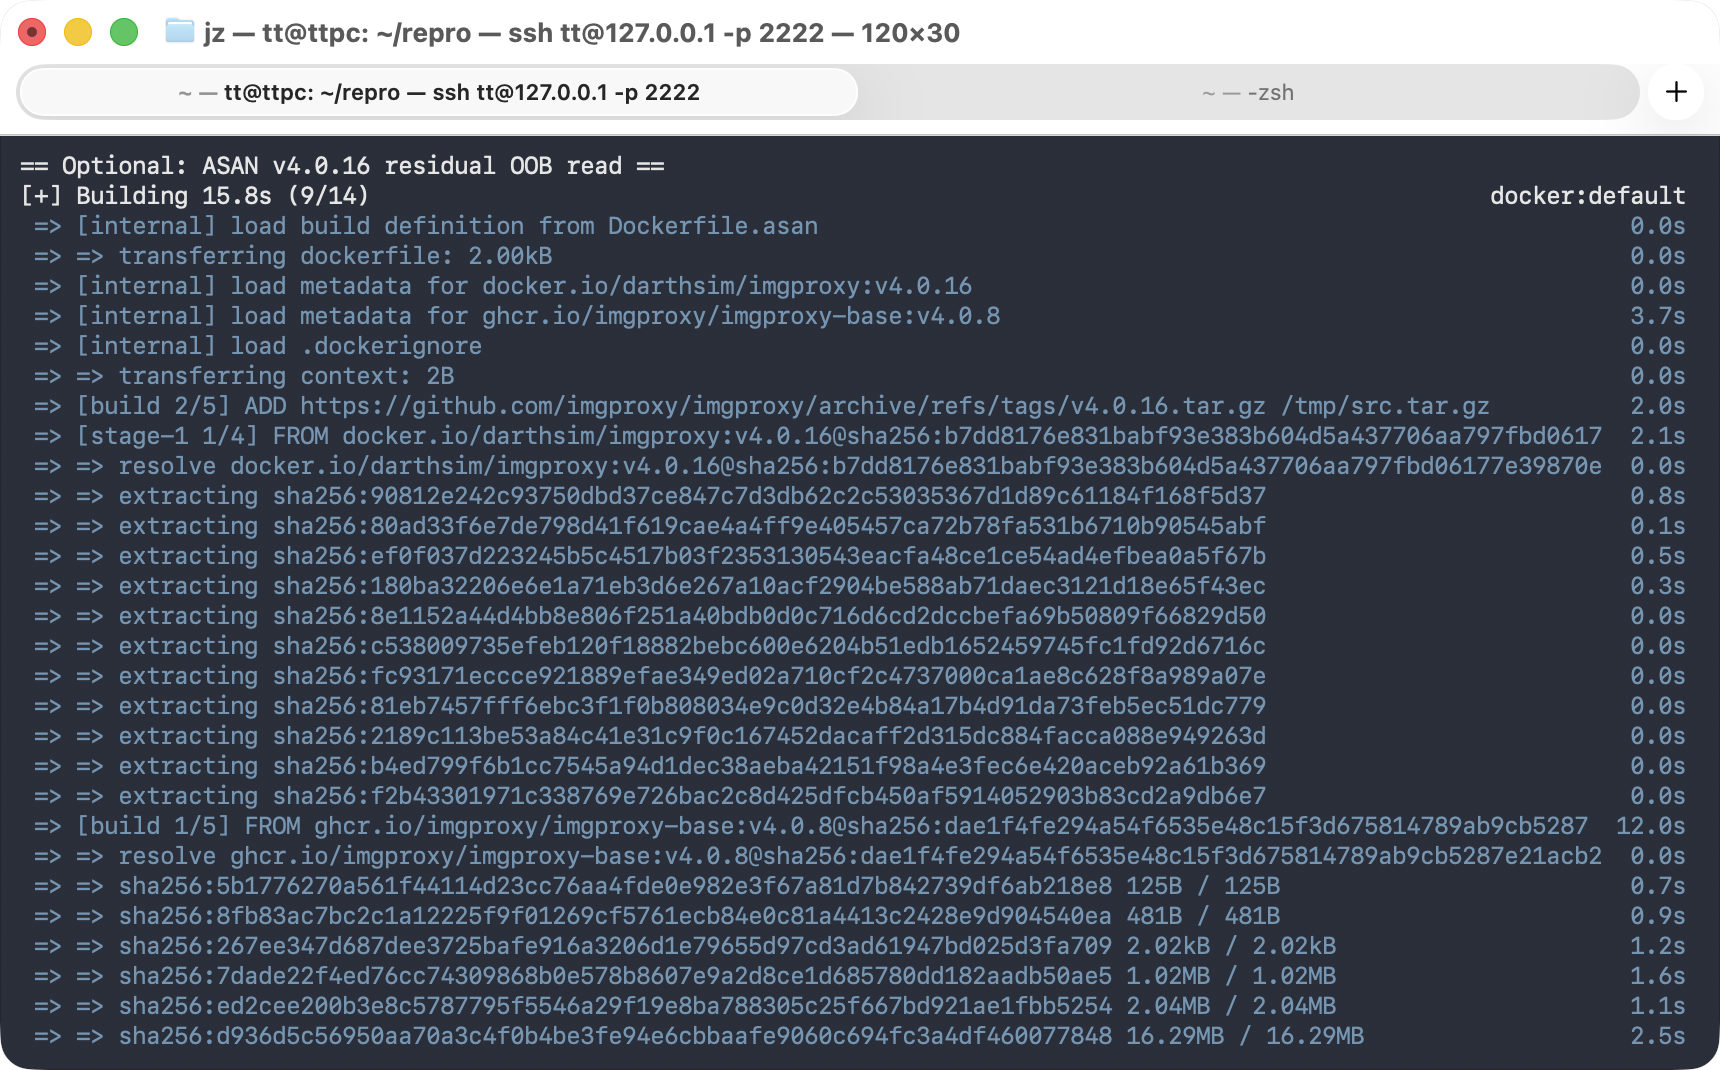 jz — tt@ttpc: ~/repro — ssh tt@127.0.0.1 -p 2222 — 120×30
~ — tt@ttpc: ~/repro — ssh tt@127.0.0.1 -p 2222
~ — -zsh
+
== Optional: ASAN v4.0.16 residual OOB read ==
[+] Building 15.8s (9/14) docker:default
=> [internal] load build definition from Dockerfile.asan 0.0s
=> => transferring dockerfile: 2.00kB 0.0s
=> [internal] load metadata for docker.io/darthsim/imgproxy:v4.0.16 0.0s
=> [internal] load metadata for ghcr.io/imgproxy/imgproxy-base:v4.0.8 3.7s
=> [internal] load .dockerignore 0.0s
=> => transferring context: 2B 0.0s
=> [build 2/5] ADD https://github.com/imgproxy/imgproxy/archive/refs/tags/v4.0.16.tar.gz /tmp/src.tar.gz 2.0s
=> [stage-1 1/4] FROM docker.io/darthsim/imgproxy:v4.0.16@sha256:b7dd8176e831babf93e383b604d5a437706aa797fbd0617 2.1s
=> => resolve docker.io/darthsim/imgproxy:v4.0.16@sha256:b7dd8176e831babf93e383b604d5a437706aa797fbd06177e39870e 0.0s
=> => extracting sha256:90812e242c93750dbd37ce847c7d3db62c2c53035367d1d89c61184f168f5d37 0.8s
=> => extracting sha256:80ad33f6e7de798d41f619cae4a4ff9e405457ca72b78fa531b6710b90545abf 0.1s
=> => extracting sha256:ef0f037d223245b5c4517b03f2353130543eacfa48ce1ce54ad4efbea0a5f67b 0.5s
=> => extracting sha256:180ba32206e6e1a71eb3d6e267a10acf2904be588ab71daec3121d18e65f43ec 0.3s
=> => extracting sha256:8e1152a44d4bb8e806f251a40bdb0d0c716d6cd2dccbefa69b50809f66829d50 0.0s
=> => extracting sha256:c538009735efeb120f18882bebc600e6204b51edb1652459745fc1fd92d6716c 0.0s
=> => extracting sha256:fc93171eccce921889efae349ed02a710cf2c4737000ca1ae8c628f8a989a07e 0.0s
=> => extracting sha256:81eb7457fff6ebc3f1f0b808034e9c0d32e4b84a17b4d91da73feb5ec51dc779 0.0s
=> => extracting sha256:2189c113be53a84c41e31c9f0c167452dacaff2d315dc884facca088e949263d 0.0s
=> => extracting sha256:b4ed799f6b1cc7545a94d1dec38aeba42151f98a4e3fec6e420aceb92a61b369 0.0s
=> => extracting sha256:f2b43301971c338769e726bac2c8d425dfcb450af5914052903b83cd2a9db6e7 0.0s
=> [build 1/5] FROM ghcr.io/imgproxy/imgproxy-base:v4.0.8@sha256:dae1f4fe294a54f6535e48c15f3d675814789ab9cb5287 12.0s
=> => resolve ghcr.io/imgproxy/imgproxy-base:v4.0.8@sha256:dae1f4fe294a54f6535e48c15f3d675814789ab9cb5287e21acb2 0.0s
=> => sha256:5b1776270a561f44114d23cc76aa4fde0e982e3f67a81d7b842739df6ab218e8 125B / 125B 0.7s
=> => sha256:8fb83ac7bc2c1a12225f9f01269cf5761ecb84e0c81a4413c2428e9d904540ea 481B / 481B 0.9s
=> => sha256:267ee347d687dee3725bafe916a3206d1e79655d97cd3ad61947bd025d3fa709 2.02kB / 2.02kB 1.2s
=> => sha256:7dade22f4ed76cc74309868b0e578b8607e9a2d8ce1d685780dd182aadb50ae5 1.02MB / 1.02MB 1.6s
=> => sha256:ed2cee200b3e8c5787795f5546a29f19e8ba788305c25f667bd921ae1fbb5254 2.04MB / 2.04MB 1.1s
=> => sha256:d936d5c56950aa70a3c4f0b4be3fe94e6cbbaafe9060c694fc3a4df460077848 16.29MB / 16.29MB 2.5s